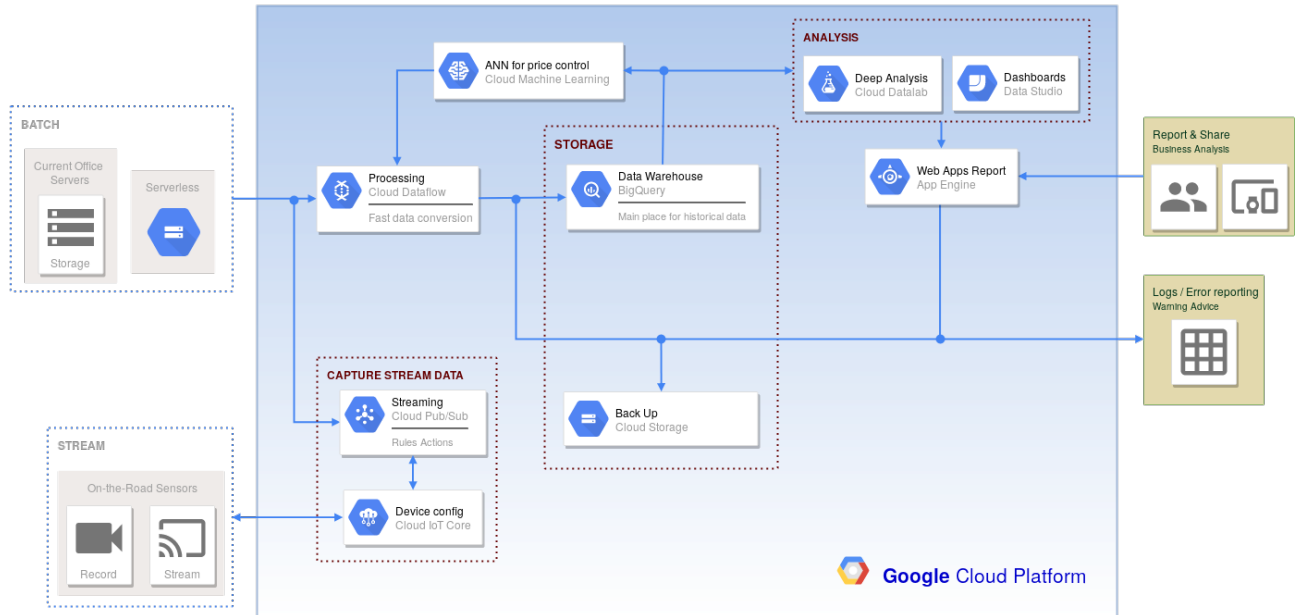 ANALYSIS
ANN for price control
Cloud Machine Learning
Deep Analysis
Cloud Datalab
Dashboards
Data Studio
BATCH
Current Office
Servers
Storage
Serverless
Processing
Cloud Dataflow
Fast data conversion
STORAGE
Data Warehouse
BigQuery
Main place for historical data
Web Apps Report
App Engine
Report & Share
Business Analysis
Logs / Error reporting
Warning Advice
CAPTURE STREAM DATA
Streaming
Cloud Pub/Sub
Rules Actions
Back Up
Cloud Storage
STREAM
On-the-Road Sensors
Record
Stream
Device config
Cloud IoT Core
Google Cloud Platform